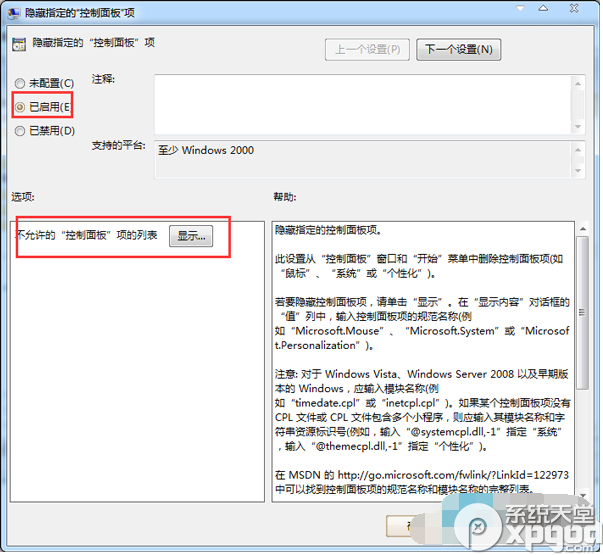 隐藏指定的“控制面板”项
隐藏指定的“控制面板”项
上一个设置(P)
下一个设置(N)
未配置(C)
注释:
已启用(E)
已禁用(D)
支持的平台:
至少 Windows 2000
选项:
帮助:
不允许的“控制面板”项的列表
显示...
隐藏指定的控制面板项。
此设置从“控制面板”窗口和“开始”菜单中删除控制面板项(如
“鼠标”、“系统”或“个性化”)。
若要隐藏控制面板项，请单击“显示”。在“显示内容”对话框的
“值”列中，输入控制面板项的规范名称(例
如“Microsoft.Mouse”、“Microsoft.System”或“Microsof
t.Personalization”)。
注意: 对于 Windows Vista、Windows Server 2008 以及早期版
本的 Windows，应输入模块名称(例
如“timedate.cpl”或“inetcpl.cpl”)。如果某个控制面板项没有
CPL 文件或 CPL 文件包含多个小程序，则应输入其模块名称和字
符串资源标识号(例如，输入“@systemcpl.dll,-1”指定“系统”
，输入“@themecpl.dll,-1”指定“个性化”)。
在 MSDN 的 http://go.microsoft.com/fwlink/?LinkId=122973
中可以找到控制面板项的规范名称和模块名称的完整列表。
系统天堂